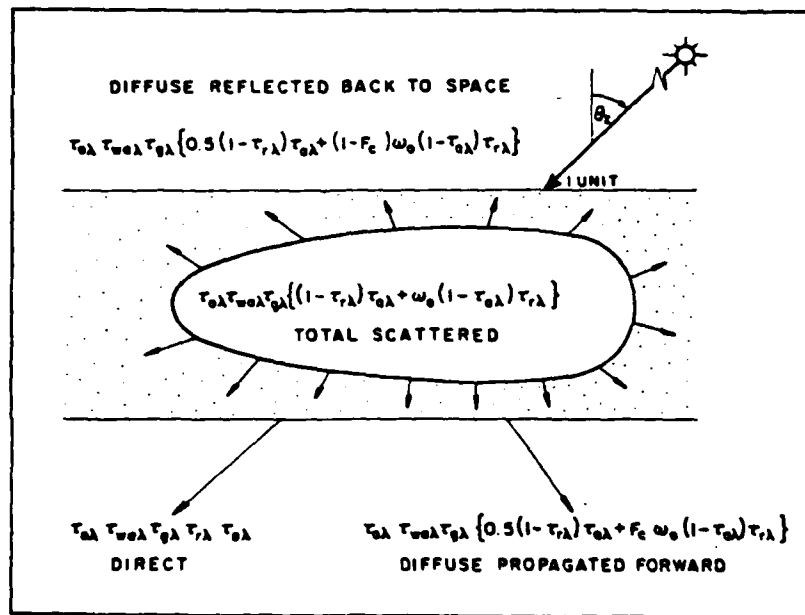 DIFFUSE REFLECTED BACK TO SPACE
θz
τoλ τwaλ τgλ {0.5(1-τrλ)τaλ+(1-Fc)ωo(1-τaλ)τrλ}
1 UNIT
τoλ τwaλ τgλ {(1-τrλ)τaλ+ωo(1-τaλ)τrλ}
TOTAL SCATTERED
τoλ τwaλ τgλ τrλ τaλ
DIRECT
τoλ τwaλ τgλ {0.5(1-τrλ)τaλ+Fc ωo(1-τaλ)τrλ}
DIFFUSE PROPAGATED FORWARD